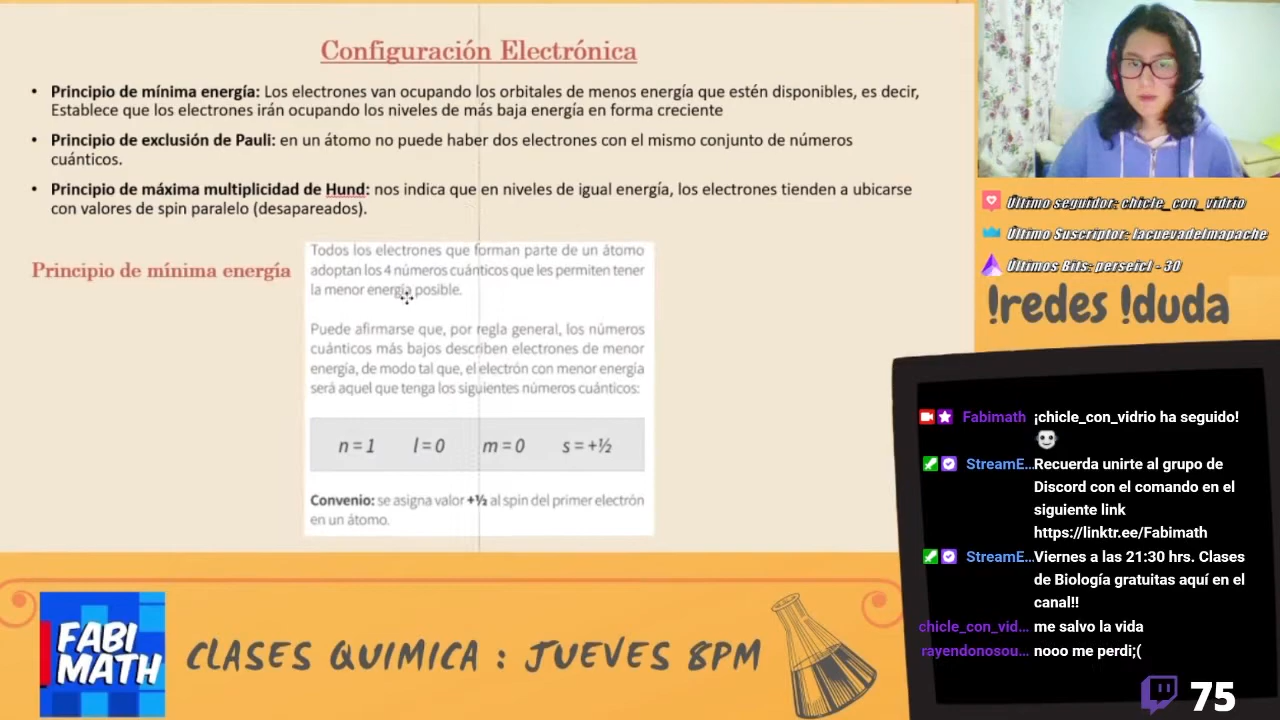 Configuración Electrónica
• Principio de mínima energía: Los electrones van ocupando los orbitales de menos energía que estén disponibles, es decir,
Establece que los electrones irán ocupando los niveles de más baja energía en forma creciente
• Principio de exclusión de Pauli: en un átomo no puede haber dos electrones con el mismo conjunto de números
cuánticos.
• Principio de máxima multiplicidad de Hund: nos indica que en niveles de igual energía, los electrones tienden a ubicarse
con valores de spin paralelo (desapareados).
Principio de mínima energía
Todos los electrones que forman parte de un átomo
adoptan los 4 números cuánticos que les permiten tener
la menor energía posible.
Puede afirmarse que, por regla general, los números
cuánticos más bajos describen electrones de menor
energía, de modo tal que, el electrón con menor energía
será aquel que tenga los siguientes números cuánticos:
n = 1 l = 0 m = 0 s = +½
Convenio: se asigna valor +½ al spin del primer electrón
en un átomo.
Último seguidor: chicle_con_vidrio
Último Suscriptor: lacuevadelmapache
Últimos Bits: perseicl - 30
!redes !duda
Fabimath ¡chicle_con_vidrio ha seguido!
StreamE... Recuerda unirte al grupo de
Discord con el comando en el
siguiente link
https://linktr.ee/Fabimath
StreamE... Viernes a las 21:30 hrs. Clases
de Biología gratuitas aquí en el
canal!!
chicle_con_vid... me salvo la vida
rayendonosou... nooo me perdi;(
75
FABI
MATH
CLASES QUIMICA : JUEVES 8PM